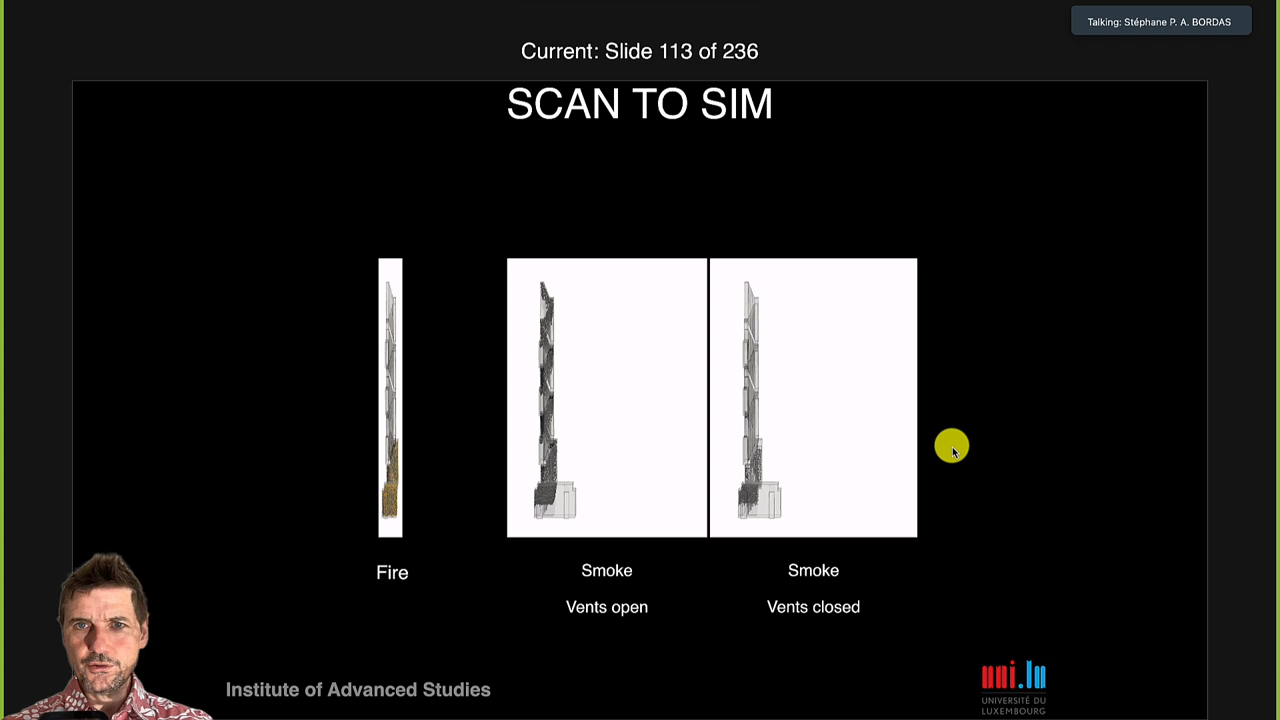 Talking: Stéphane P. A. BORDAS
Current: Slide 113 of 236
SCAN TO SIM
Fire
Smoke
Vents open
Smoke
Vents closed
Institute of Advanced Studies
uni.lu
UNIVERSITÉ DU
LUXEMBOURG